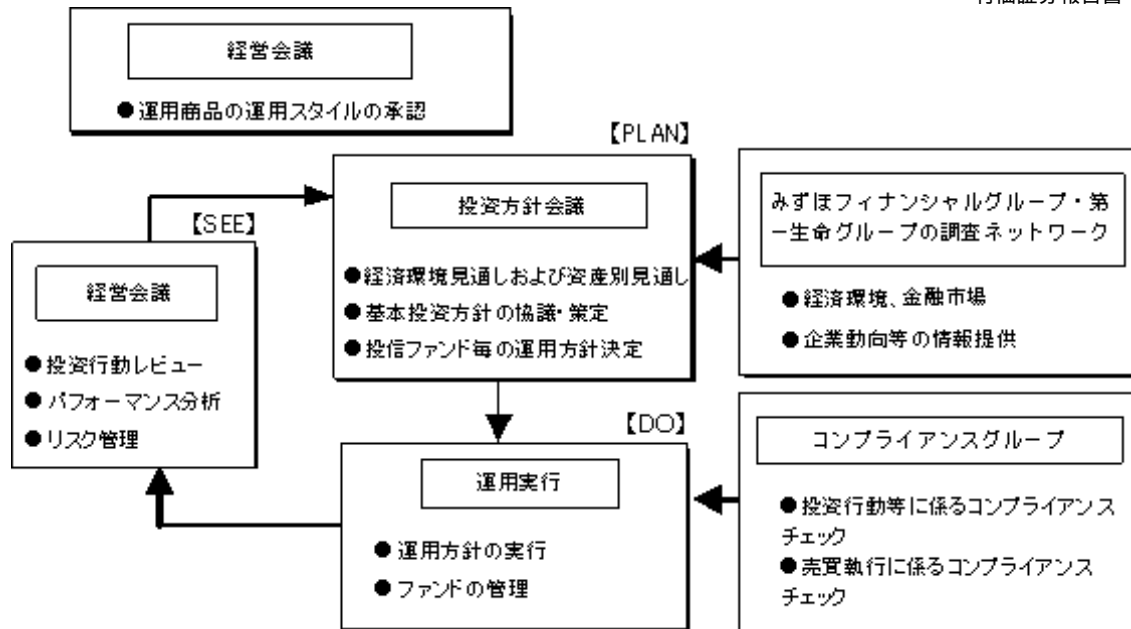 経営会議
●運用商品の運用スタイルの承認
【PLAN】
投資方針会議
●経済環境見通しおよび資産別見通し
●基本投資方針の協議・策定
●投信ファンド毎の運用方針決定
みずほフィナンシャルグループ・第
一生命グループの調査ネットワーク
●経済環境、金融市場
●企業動向等の情報提供
【SEE】
経営会議
●投資行動レビュー
●パフォーマンス分析
●リスク管理
【DO】
運用実行
●運用方針の実行
●ファンドの管理
コンプライアンスグループ
●投資行動等に係るコンプライアンス
チェック
●売買執行に係るコンプライアンス
チェック